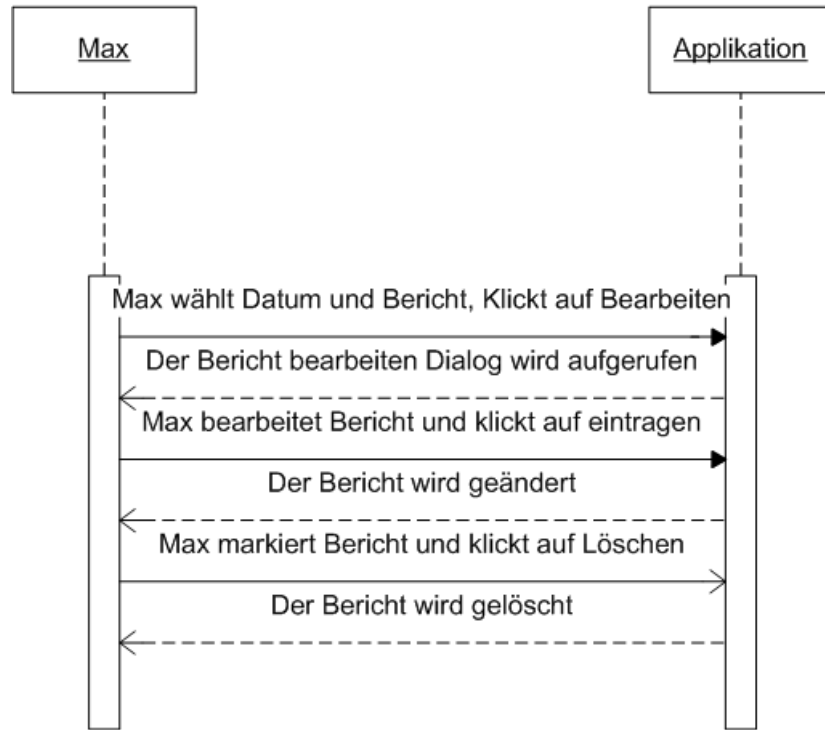 Max
Applikation
Max wählt Datum und Bericht, Klickt auf Bearbeiten
Der Bericht bearbeiten Dialog wird aufgerufen
Max bearbeitet Bericht und klickt auf eintragen
Der Bericht wird geändert
Max markiert Bericht und klickt auf Löschen
Der Bericht wird gelöscht